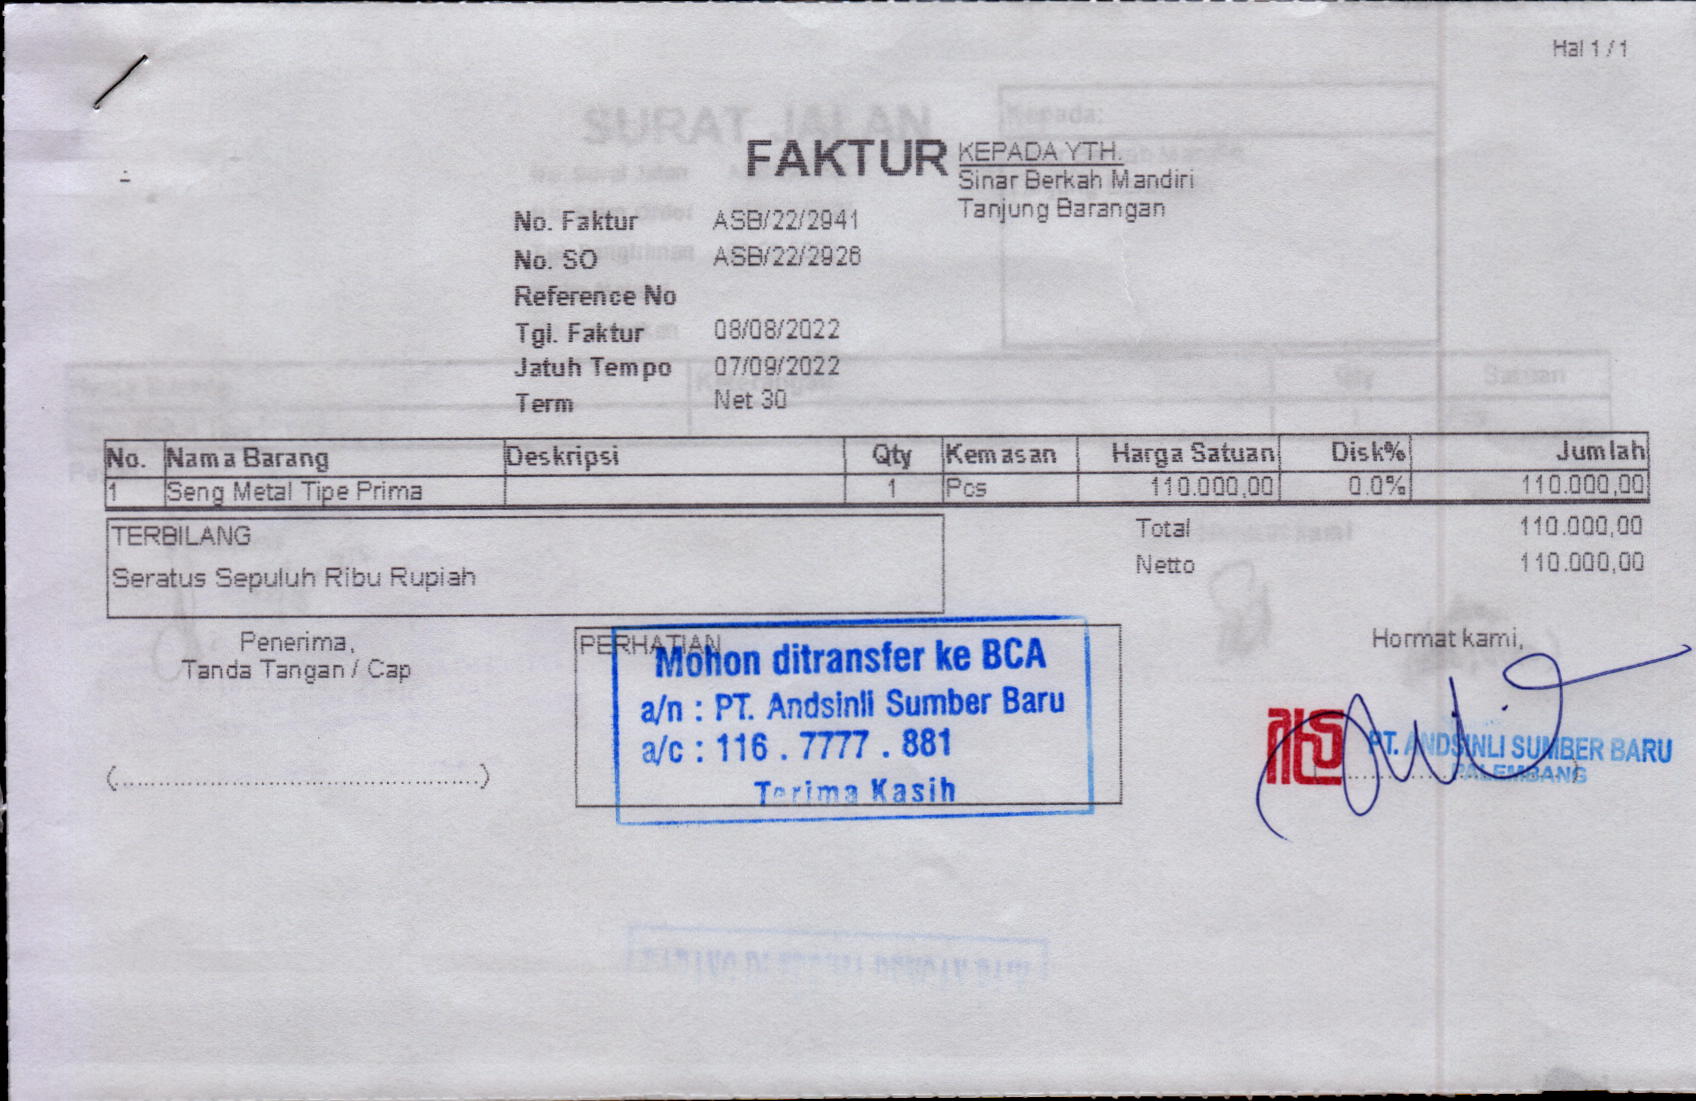 Hal 1 / 1
SURAT JALAN
Kepada:
FAKTUR
KEPADA YTH.
Sinar Berkah Mandiri
Tanjung Barangan
No. Faktur ASB/22/2941
No. SO ASB/22/2926
Reference No
Tgl. Faktur 08/08/2022
Jatuh Tempo 07/09/2022
Term Net 30
No. Nama Barang Deskripsi Qty Kemasan Harga Satuan Disk% Jumlah
1 Seng Metal Tipe Prima 1 Pcs 110.000,00 0.0% 110.000,00
TERBILANG
Seratus Sepuluh Ribu Rupiah
Total 110.000,00
Netto 110.000,00
Penerima,
Tanda Tangan / Cap
(................................................)
PERHATIAN
Mohon ditransfer ke BCA
a/n : PT. Andsinli Sumber Baru
a/c : 116 . 7777 . 881
Terima Kasih
Hormat kami,
PT. ANDSINLI SUMBER BARU
PALEMBANG